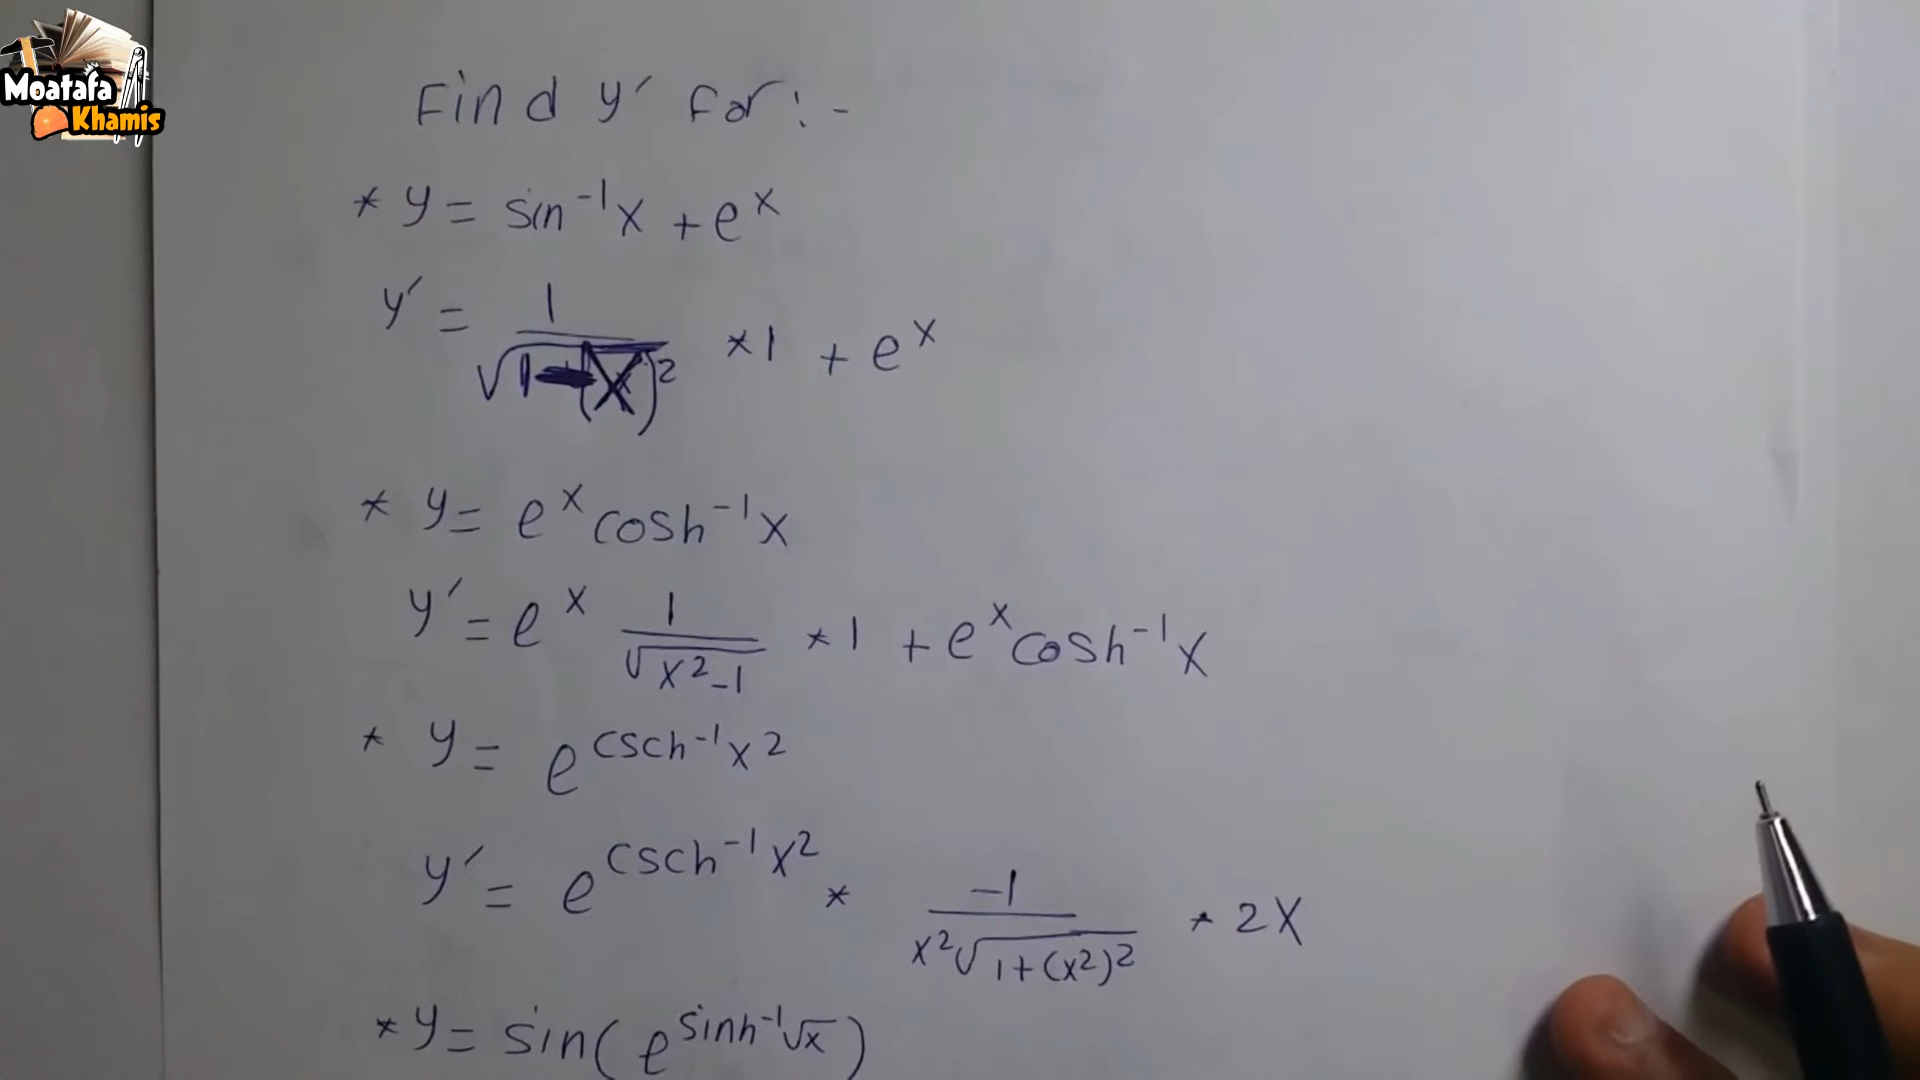 Moatafa
Khamis
Find y′ for:-
* y = sin⁻¹x + eˣ
y′ = 1/√(1-(x)²) * 1 + eˣ
* y = eˣ cosh⁻¹x
y′ = eˣ 1/√(x²-1) * 1 + eˣ cosh⁻¹x
* y = e^(csch⁻¹x²)
y′ = e^(csch⁻¹x²) * -1/(x²√(1+(x²)²)) * 2x
* y = sin(e^(sinh⁻¹√x))